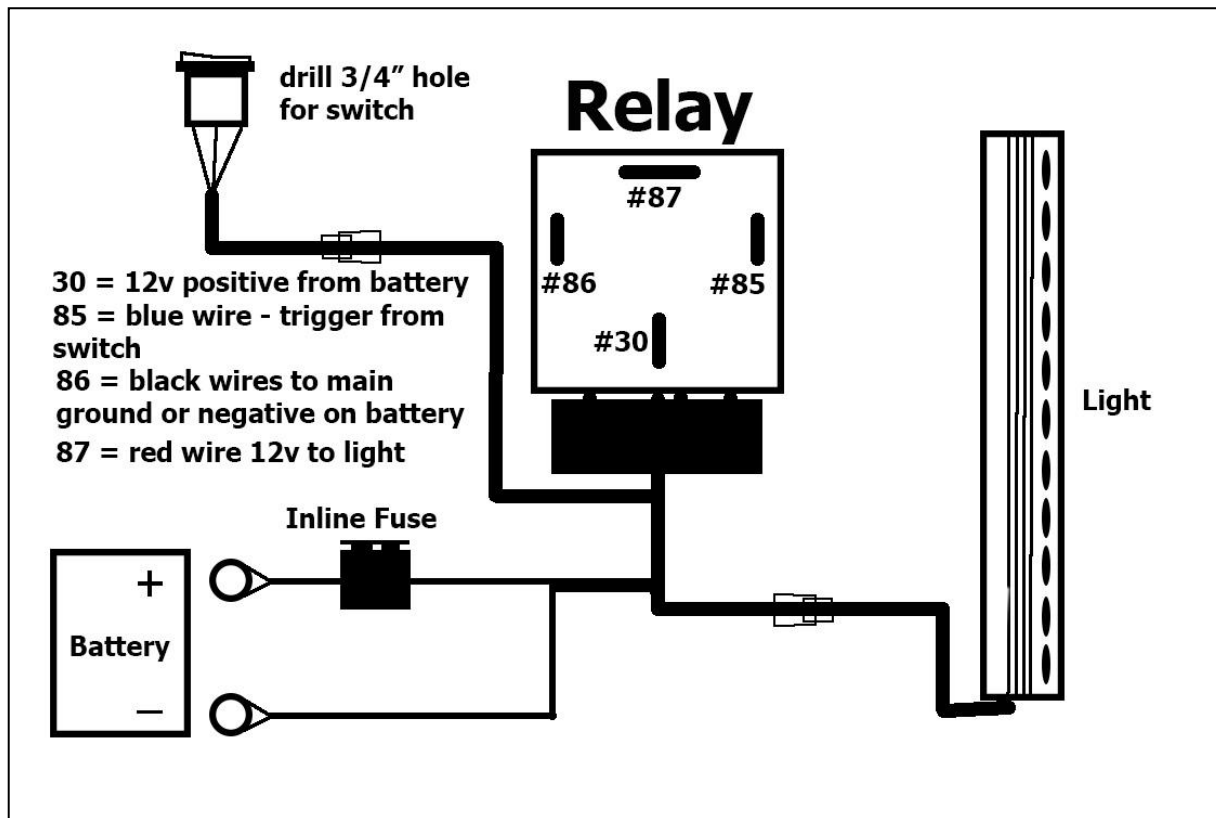 drill 3/4” hole
for switch
Relay
#87
#86
#85
#30
30 = 12v positive from battery
85 = blue wire - trigger from
switch
86 = black wires to main
ground or negative on battery
87 = red wire 12v to light
Light
Inline Fuse
+
Battery
–